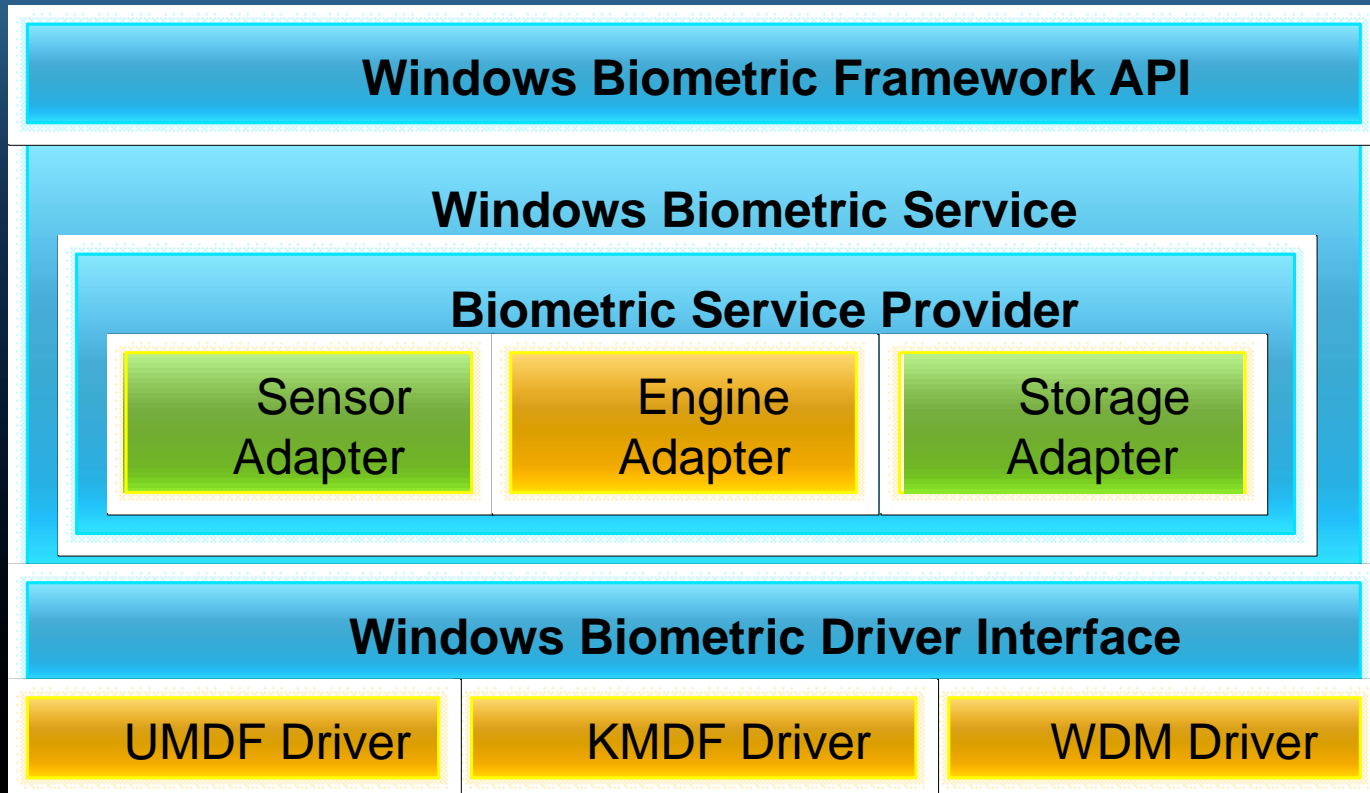 Windows Biometric Framework API
Windows Biometric Service
Biometric Service Provider
Sensor
Adapter
Engine
Adapter
Storage
Adapter
Windows Biometric Driver Interface
UMDF Driver
KMDF Driver
WDM Driver